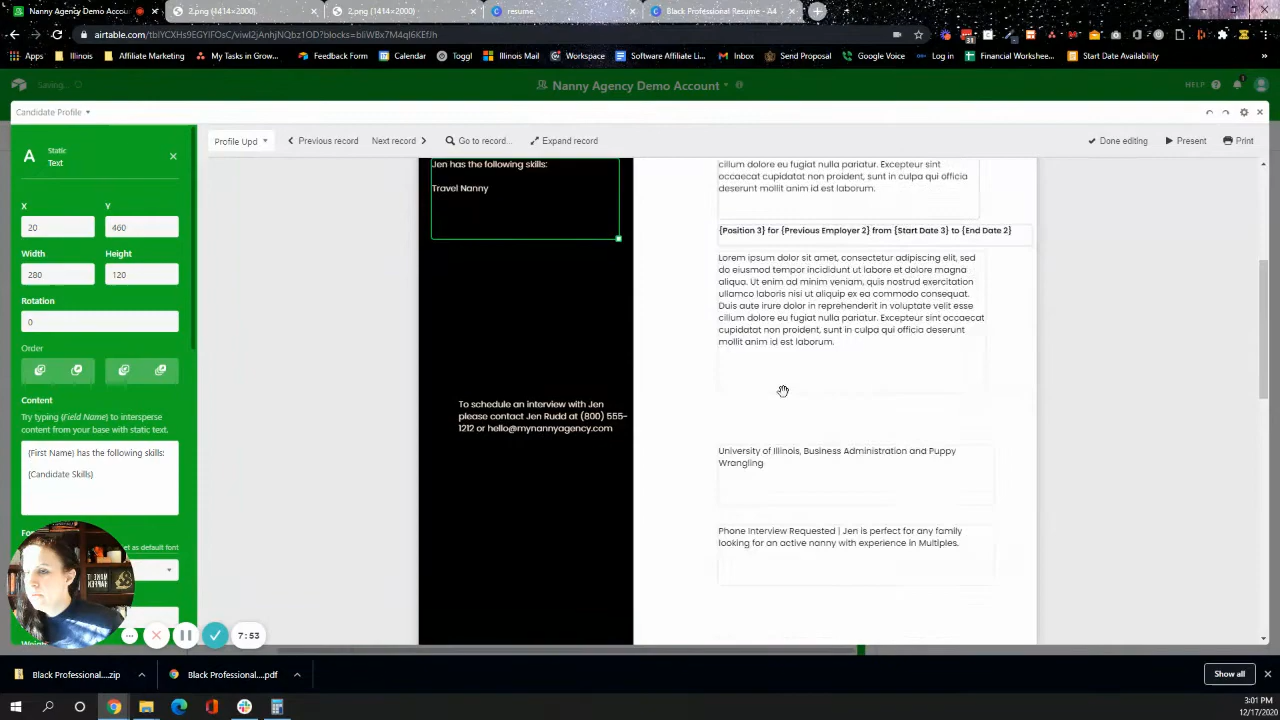 Nanny Agency Demo Accou
2.png (1414×2000)
2.png (1414×2000)
resume.
Black Professional Resume - A4
airtable.com/tblYCXHs9EGYIFOsC/viwI2jAnhjNQbz1OD?blocks=bliWBx7M4qI6KEfJ/h
Apps
Illinois
Affiliate Marketing
My Tasks in Grow...
Feedback Form
Calendar
Toggl
Illinois Mail
Workspace
Software Affiliate Li...
Inbox
Send Proposal
Google Voice
Log in
Financial Workshe...
Start Date Availability
Saving...
Nanny Agency Demo Account
HELP
Candidate Profile
Profile Upd
Previous record
Next record
Go to record...
Expand record
Done editing
Present
Print
A
Static
Text
X
Y
20
460
Width
Height
280
120
Rotation
0
Order
Content
Try typing {Field Name} to intersperse
content from your base with static text.
{First Name} has the following skills:
{Candidate Skills}
Fo
et as default font
Jen has the following skills:
Travel Nanny
To schedule an interview with Jen
please contact Jen Rudd at (800) 555-
1212 or hello@mynannyagency.com
cillum dolore eu fugiat nulla pariatur. Excepteur sint
occaecat cupidatat non proident, sunt in culpa qui officia
deserunt mollit anim id est laborum.
{Position 3} for {Previous Employer 2} from {Start Date 3} to {End Date 2}
Lorem ipsum dolor sit amet, consectetur adipiscing elit, sed
do eiusmod tempor incididunt ut labore et dolore magna
aliqua. Ut enim ad minim veniam, quis nostrud exercitation
ullamco laboris nisi ut aliquip ex ea commodo consequat.
Duis aute irure dolor in reprehenderit in voluptate velit esse
cillum dolore eu fugiat nulla pariatur. Excepteur sint occaecat
cupidatat non proident, sunt in culpa qui officia deserunt
mollit anim id est laborum.
University of Illinois, Business Administration and Puppy
Wrangling
Phone Interview Requested | Jen is perfect for any family
looking for an active nanny with experience in Multiples.
7:53
Black Professional....zip
Black Professional....pdf
Show all
3:01 PM
12/17/2020